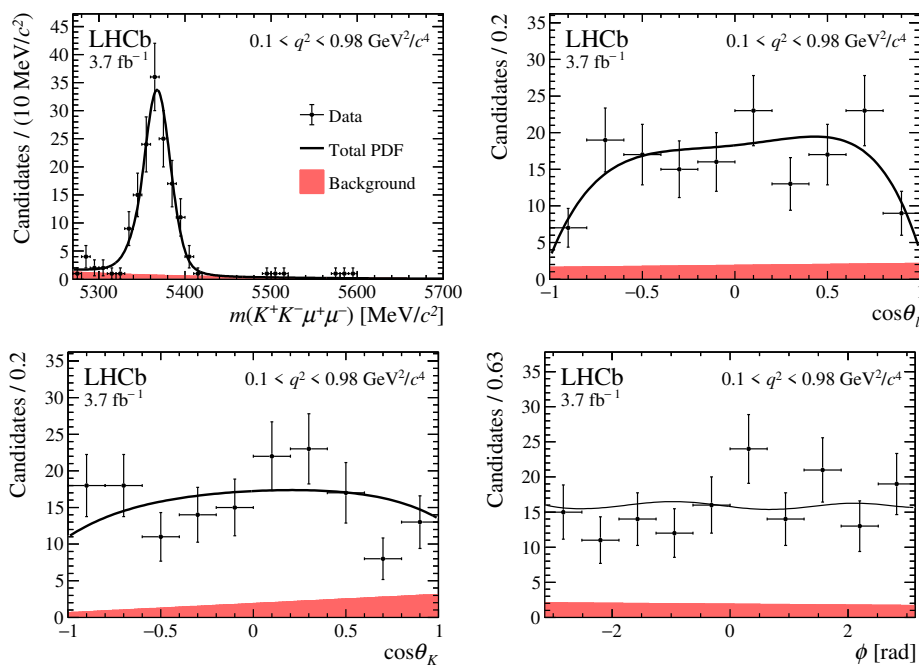 LHCb
3.7 fb⁻¹
0.1 < q² < 0.98 GeV²/c⁴
Data
Total PDF
Background
Candidates / (10 MeV/c²)
0
5
10
15
20
25
30
35
40
45
5300
5400
5500
5600
5700
m(K⁺K⁻μ⁺μ⁻) [MeV/c²]
LHCb
3.7 fb⁻¹
0.1 < q² < 0.98 GeV²/c⁴
Candidates / 0.2
0
5
10
15
20
25
30
35
−1
−0.5
0
0.5
1
cosθ_l
LHCb
3.7 fb⁻¹
0.1 < q² < 0.98 GeV²/c⁴
Candidates / 0.2
0
5
10
15
20
25
30
35
−1
−0.5
0
0.5
1
cosθ_K
LHCb
3.7 fb⁻¹
0.1 < q² < 0.98 GeV²/c⁴
Candidates / 0.63
0
5
10
15
20
25
30
35
−2
0
2
ϕ [rad]